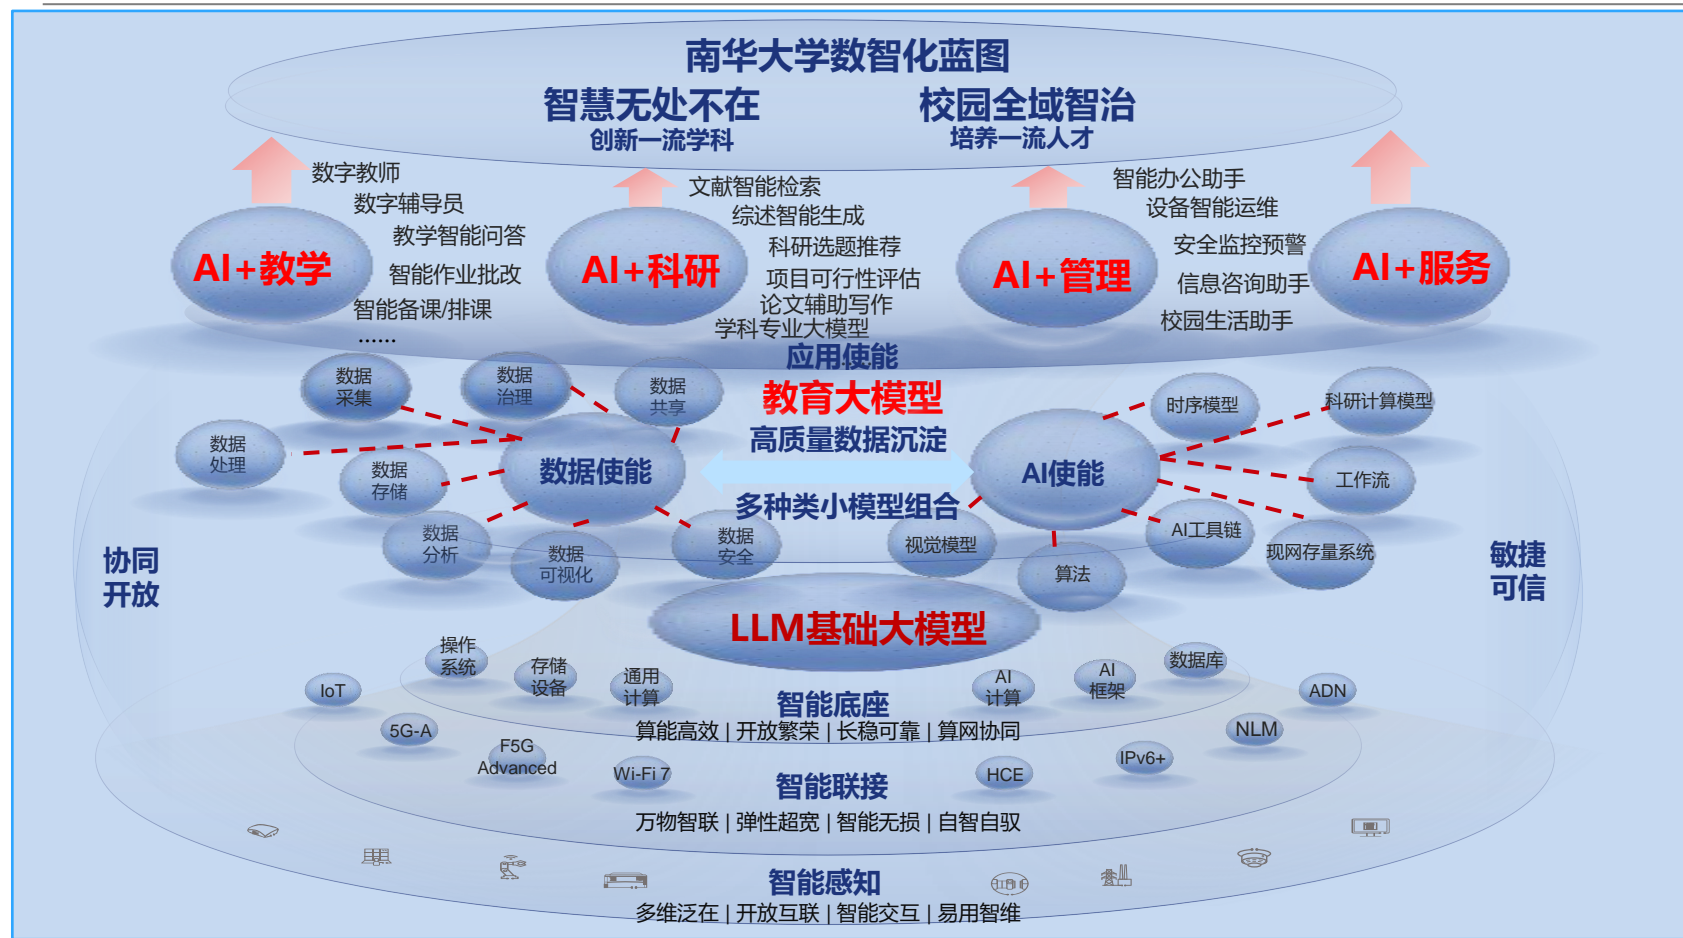 南华大学数智化蓝图
智慧无处不在
校园全域智治
创新一流学科
培养一流人才
AI+教学
数字教师
数字辅导员
教学智能问答
智能作业批改
智能备课/排课
……
AI+科研
文献智能检索
综述智能生成
科研选题推荐
项目可行性评估
论文辅助写作
学科专业大模型
AI+管理
智能办公助手
设备智能运维
安全监控预警
信息咨询助手
校园生活助手
AI+服务
应用使能
教育大模型
高质量数据沉淀
多种类小模型组合
数据使能
数据
采集
数据
治理
数据
共享
数据
处理
数据
存储
数据
分析
数据
可视化
数据
安全
AI使能
时序模型
科研计算模型
工作流
AI工具链
现网存量系统
视觉模型
算法
协同
开放
敏捷
可信
LLM基础大模型
操作
系统
存储
设备
通用
计算
AI
计算
AI
框架
数据库
智能底座
算能高效 | 开放繁荣 | 长稳可靠 | 算网协同
IoT
5G-A
F5G
Advanced
Wi-Fi 7
HCE
IPv6+
NLM
ADN
智能联接
万物智联 | 弹性超宽 | 智能无损 | 自智自驭
智能感知
多维泛在 | 开放互联 | 智能交互 | 易用智维